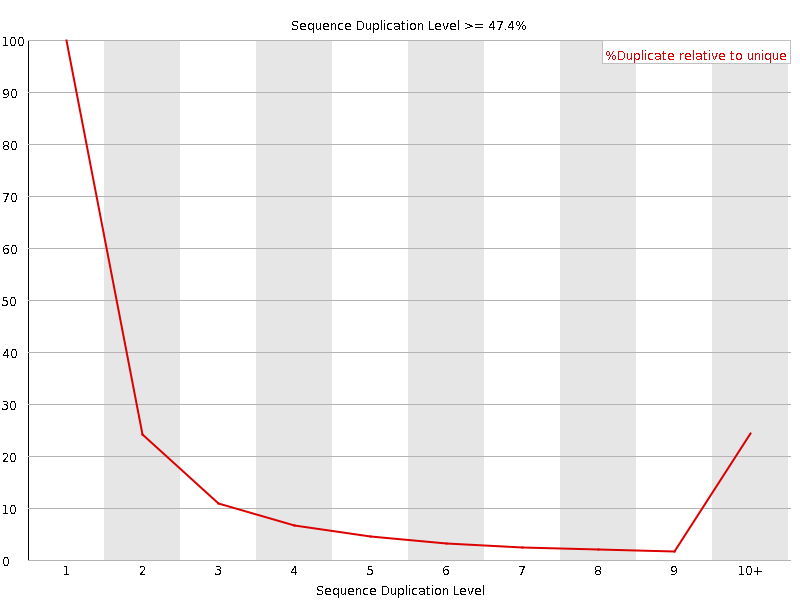 Sequence Duplication Level >= 47.4%
%Duplicate relative to unique
100
90
80
70
60
50
40
30
20
10
0
1 2 3 4 5 6 7 8 9 10+
Sequence Duplication Level